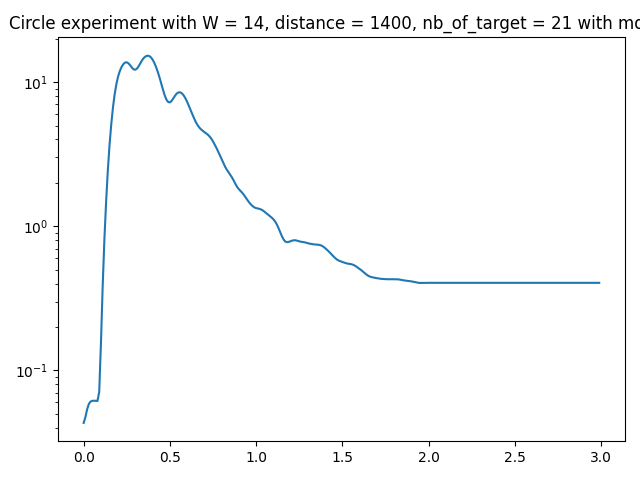 Circle experiment with W = 14, distance = 1400, nb_of_target = 21 with mo
10¹
10⁰
10⁻¹
0.0 0.5 1.0 1.5 2.0 2.5 3.0